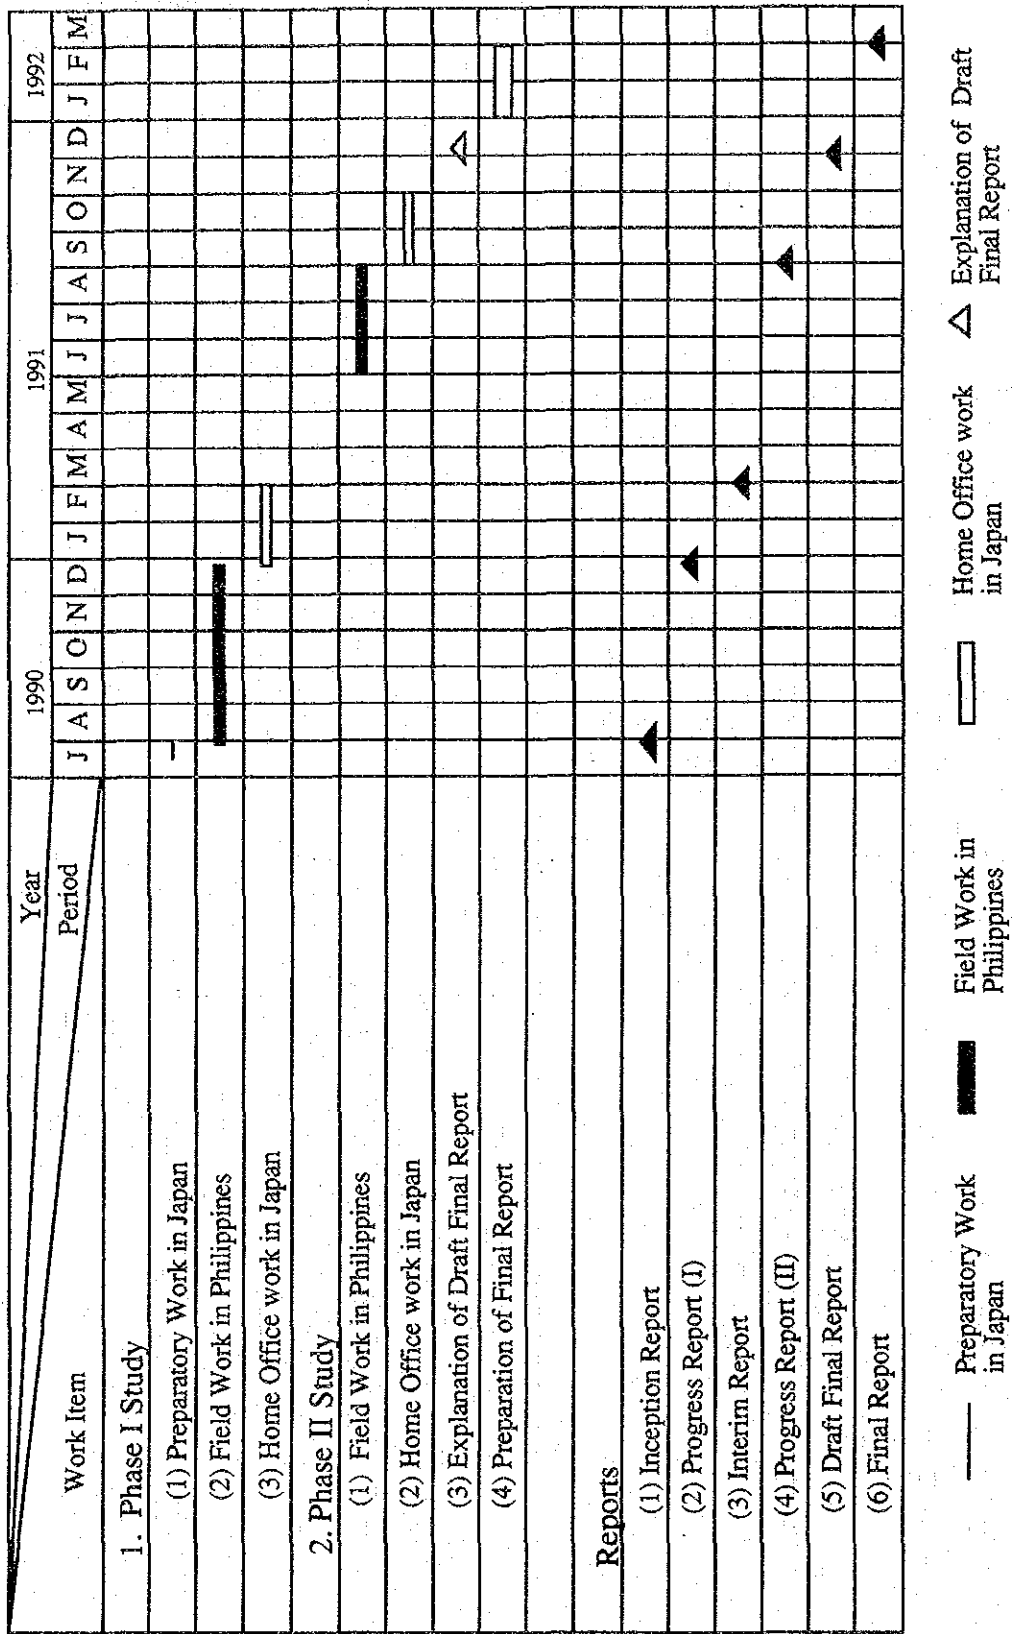 Year 1990 1991 1992
Work Item Period J A S O N D J F M A M J J A S O N D J F M
1. Phase I Study
(1) Preparatory Work in Japan
(2) Field Work in Philippines
(3) Home Office work in Japan
2. Phase II Study
(1) Field Work in Philippines
(2) Home Office work in Japan
(3) Explanation of Draft Final Report
(4) Preparation of Final Report
Reports
(1) Inception Report
(2) Progress Report (I)
(3) Interim Report
(4) Progress Report (II)
(5) Draft Final Report
(6) Final Report
Preparatory Work
in Japan
Field Work in
Philippines
Home Office work
in Japan
Explanation of Draft
Final Report